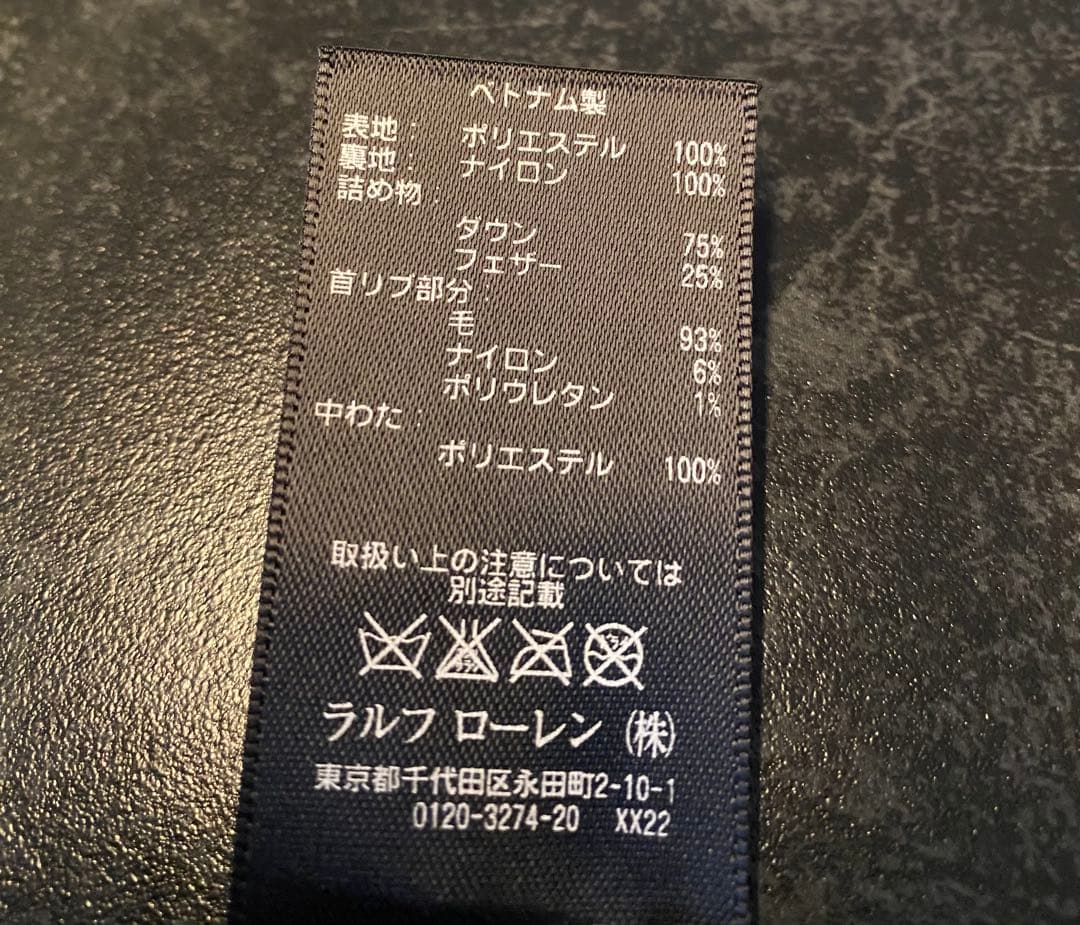 ベトナム製
表地: ポリエステル 100%
裏地: ナイロン 100%
詰め物:
ダウン 75%
フェザー 25%
首リブ部分:
毛 93%
ナイロン 6%
ポリウレタン 1%
中わた:
ポリエステル 100%
取扱い上の注意については
別途記載
ラルフ ローレン (株)
東京都千代田区永田町2-10-1
0120-3274-20 XX22